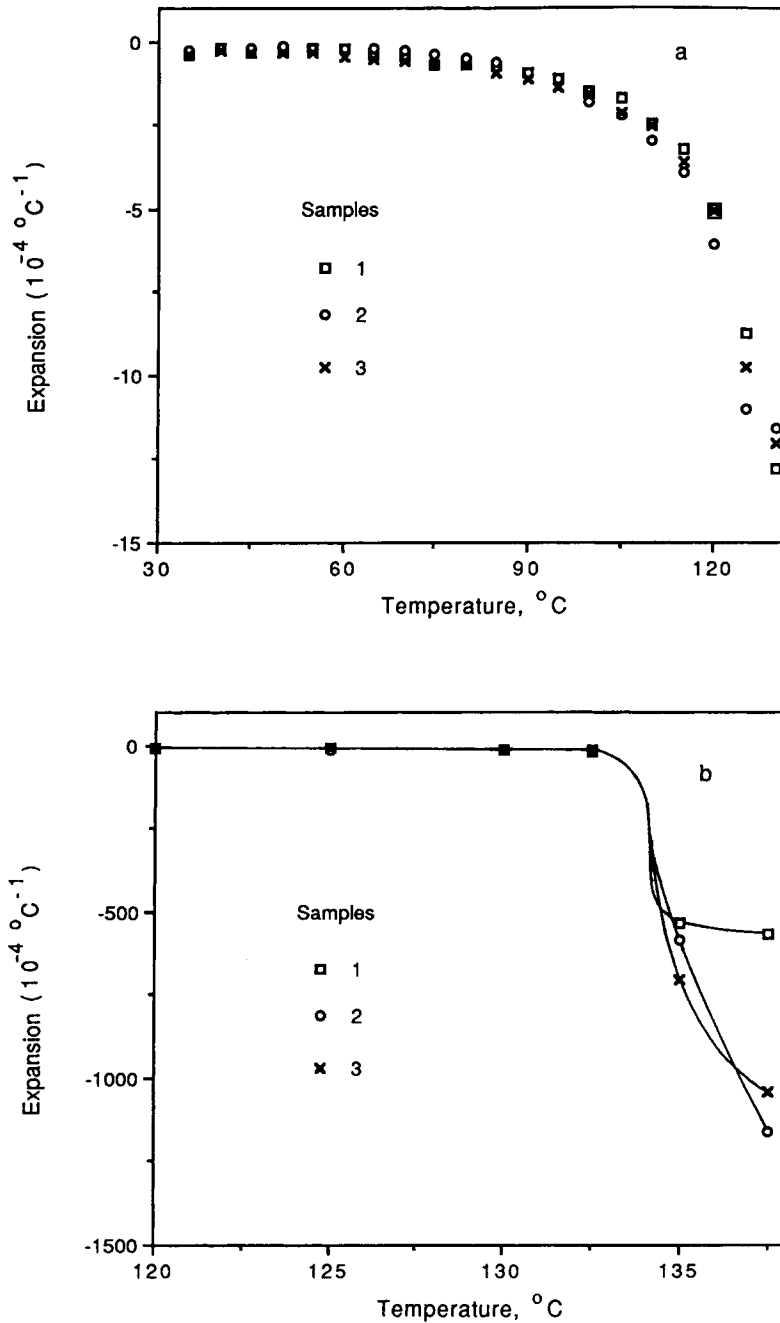 a
0
-5
-10
-15
Expansion (10⁻⁴ °C⁻¹)
Samples
1
2
3
30 60 90 120
Temperature, °C
b
0
-500
-1000
-1500
Expansion (10⁻⁴ °C⁻¹)
Samples
1
2
3
120 125 130 135
Temperature, °C